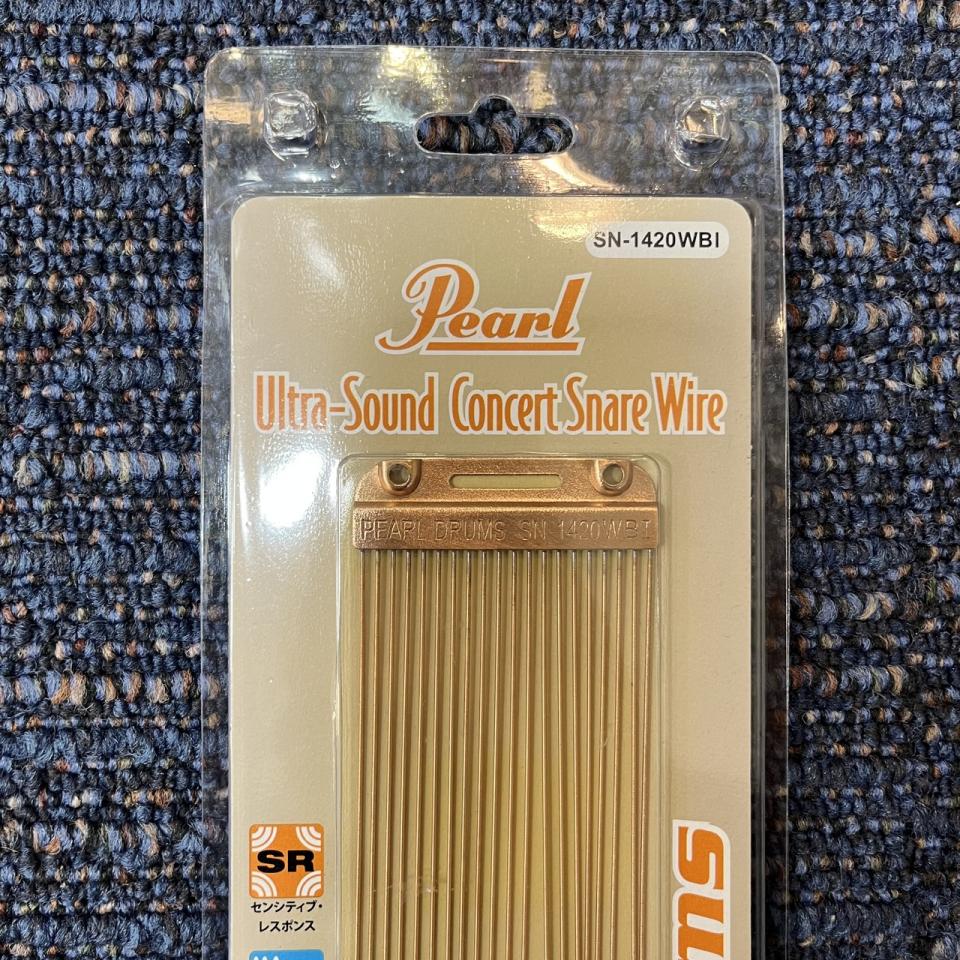 SN-1420WBI
Pearl
Ultra-Sound Concert Snare Wire
PEARL DRUMS SN 1420WBI
SR
センシティブ・
レスポンス